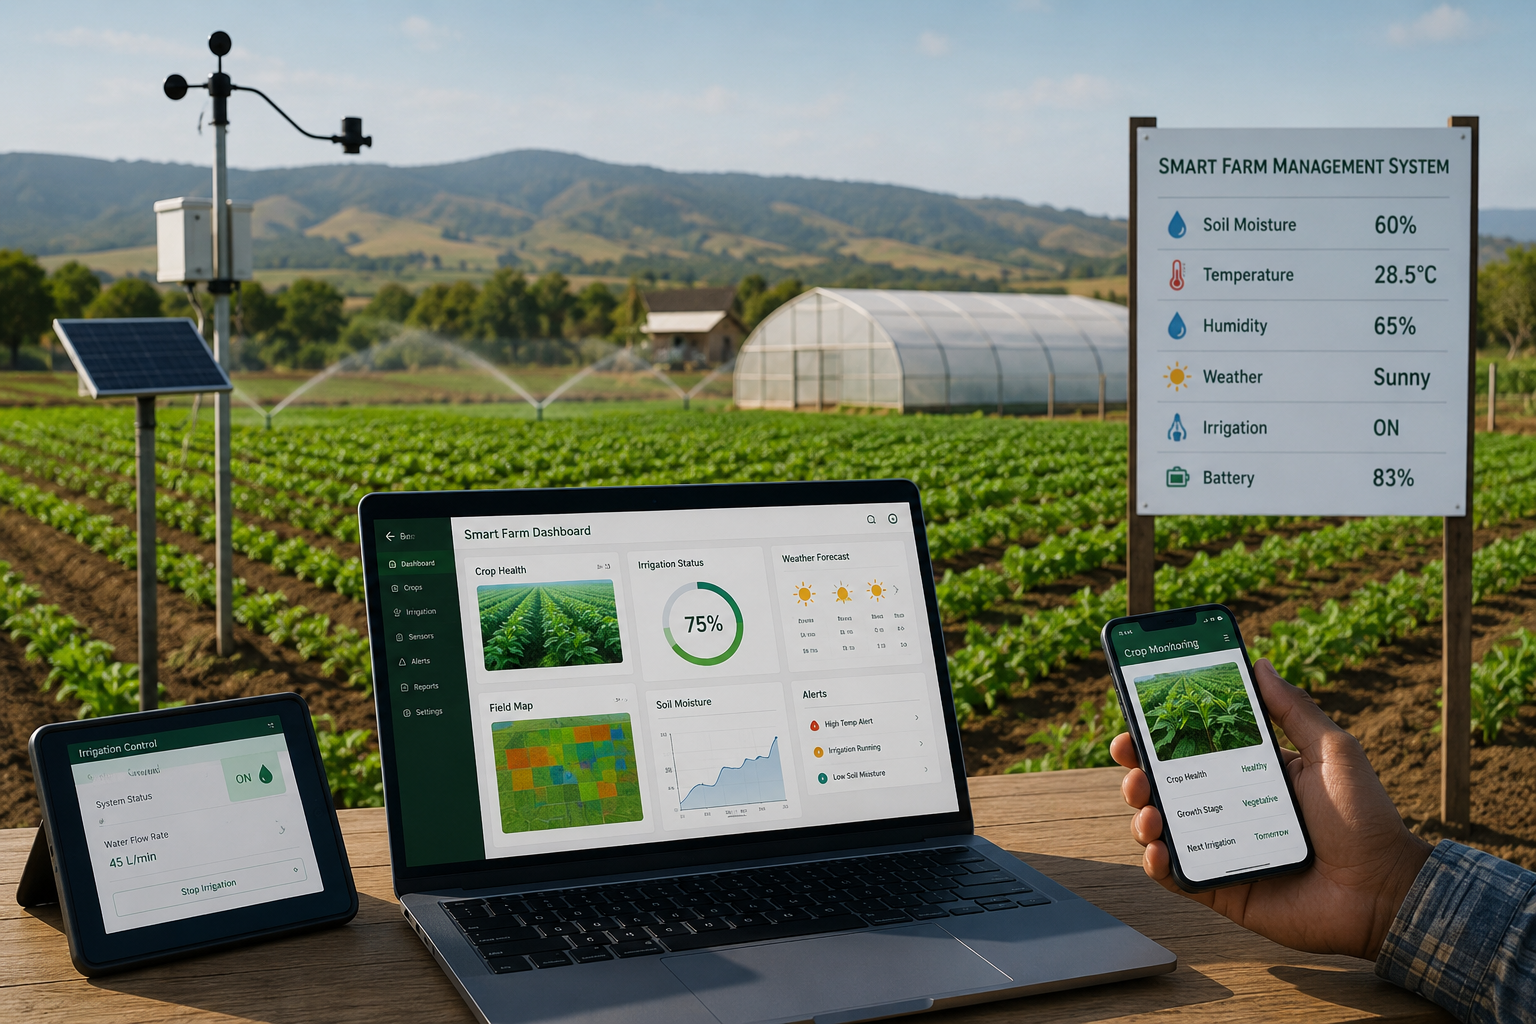 SMART FARM MANAGEMENT SYSTEM
Soil Moisture 60%
Temperature 28.5°C
Humidity 65%
Weather Sunny
Irrigation ON
Battery 83%
Smart Farm Dashboard
Dashboard
Crops
Irrigation
Sensors
Alerts
Reports
Settings
Crop Health
Irrigation Status
75%
Weather Forecast
Field Map
Soil Moisture
Alerts
High Temp Alert
Irrigation Running
Low Soil Moisture
Irrigation Control
ON
System Status
Water Flow Rate
45 L/min
Stop Irrigation
Crop Monitoring
Crop Health Healthy
Growth Stage Vegetative
Next Irrigation Tomorrow